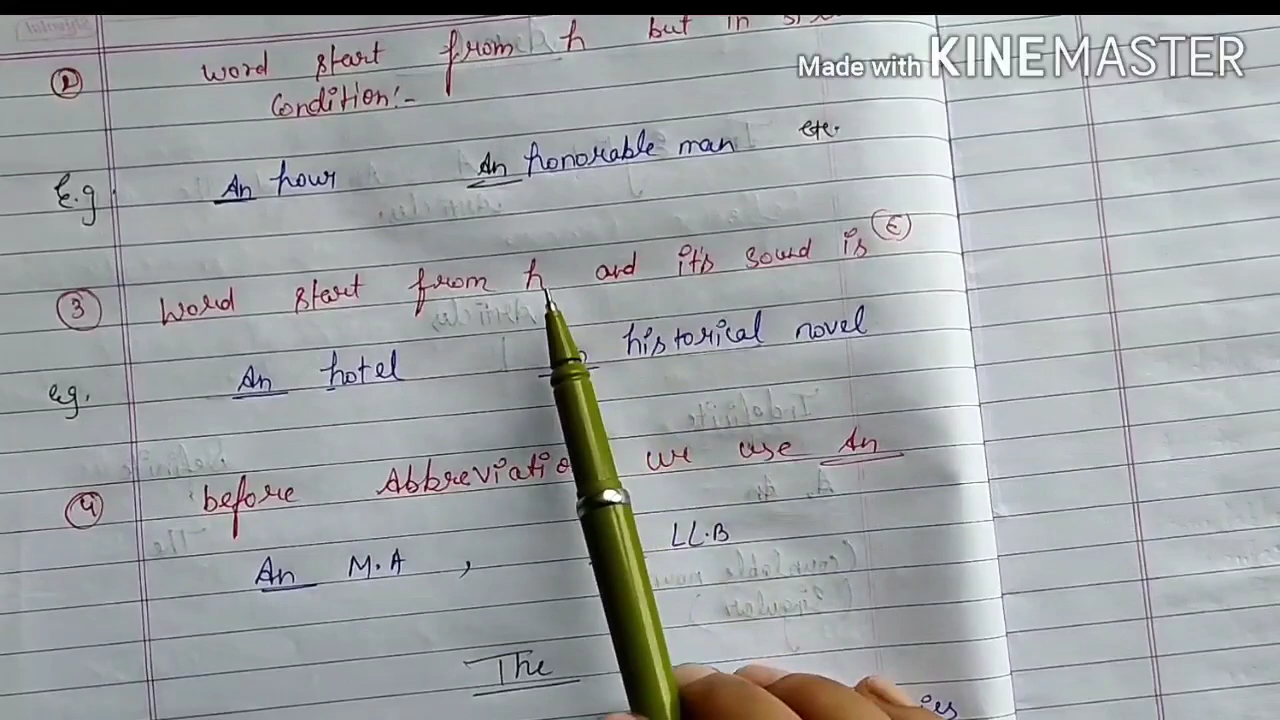 ② word start from h but in
Condition:-
Made with KINEMASTER
E.g An hour An honorable man etc.
③ Word start from h and it's sound is (E)
eg. An hotel historical novel
④ before Abbreviation we use An
An M.A , LL.B
The